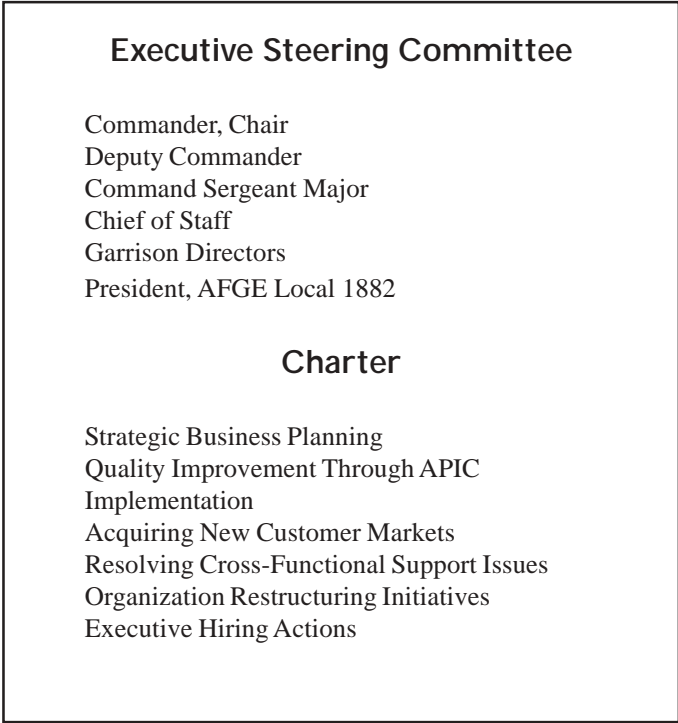 Executive Steering Committee
Commander, Chair
Deputy Commander
Command Sergeant Major
Chief of Staff
Garrison Directors
President, AFGE Local 1882
Charter
Strategic Business Planning
Quality Improvement Through APIC
Implementation
Acquiring New Customer Markets
Resolving Cross-Functional Support Issues
Organization Restructuring Initiatives
Executive Hiring Actions